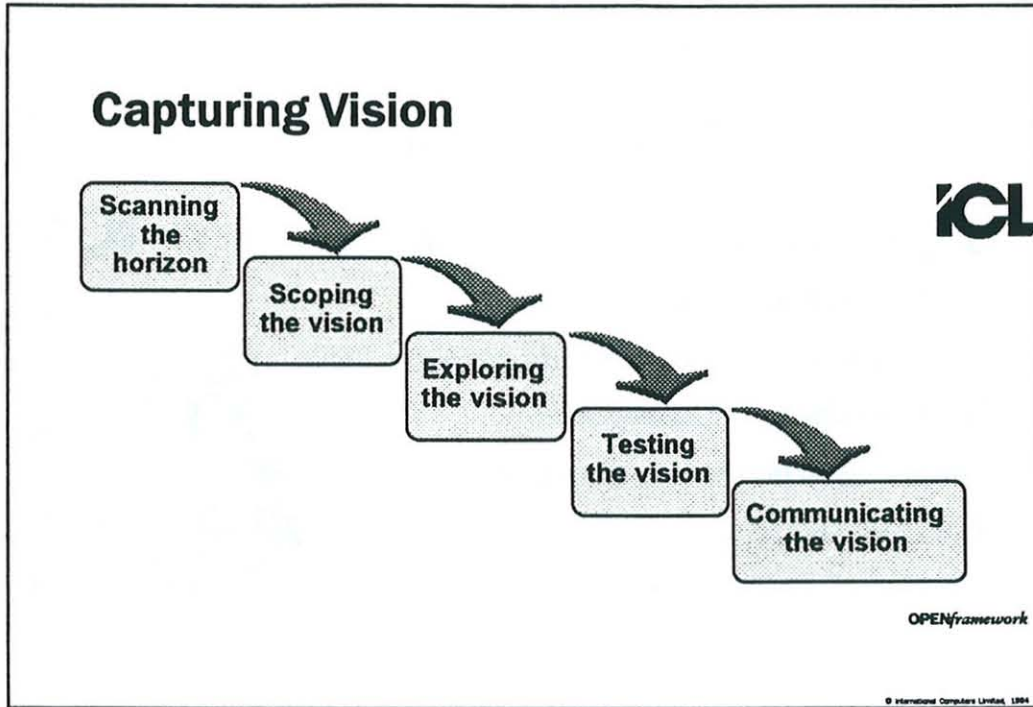 Capturing Vision
Scanning
the
horizon
ICL
Scoping
the vision
Exploring
the vision
Testing
the vision
Communicating
the vision
OPENframework
© International Computers Limited, 1994